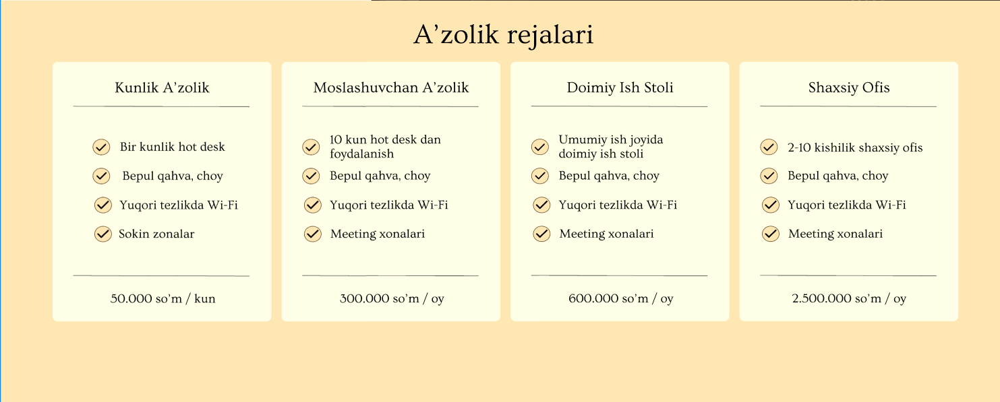 A’zolik rejalari
Kunlik A’zolik
Bir kunlik hot desk
Bepul qahva, choy
Yuqori tezlikda Wi-Fi
Sokin zonalar
50.000 so’m / kun
Moslashuvchan A’zolik
10 kun hot desk dan
foydalanish
Bepul qahva, choy
Yuqori tezlikda Wi-Fi
Meeting xonalari
300.000 so’m / oy
Doimiy Ish Stoli
Umumiy ish joyida
doimiy ish stoli
Bepul qahva, choy
Yuqori tezlikda Wi-Fi
Meeting xonalari
600.000 so’m / oy
Shaxsiy Ofis
2-10 kishilik shaxsiy ofis
Bepul qahva, choy
Yuqori tezlikda Wi-Fi
Meeting xonalari
2.500.000 so’m / oy